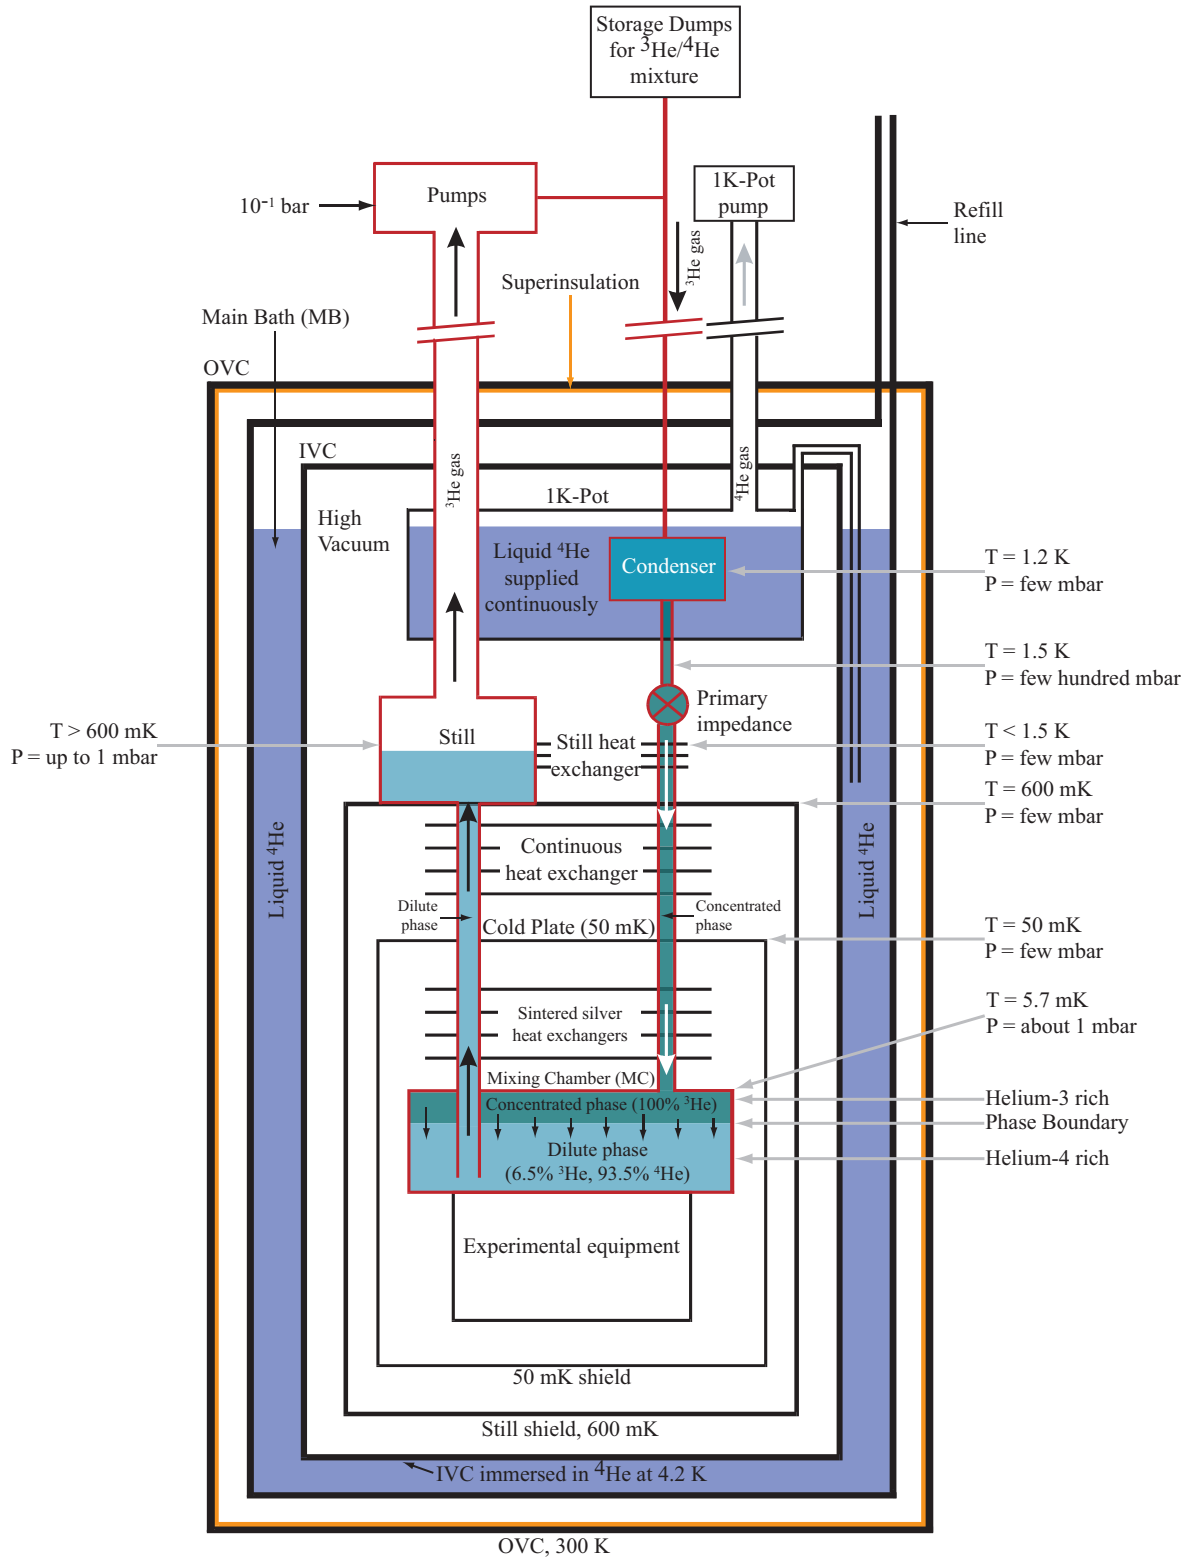 Storage Dumps
for ³He/⁴He
mixture
Pumps
10⁻¹ bar
1K-Pot
pump
Refill
line
³He gas
Superinsulation
Main Bath (MB)
OVC
IVC
³He gas
⁴He gas
1K-Pot
High
Vacuum
Liquid ⁴He
supplied
continuously
Condenser
T = 1.2 K
P = few mbar
T = 1.5 K
P = few hundred mbar
Primary
impedance
T > 600 mK
P = up to 1 mbar
Still
Still heat
exchanger
T < 1.5 K
P = few mbar
T = 600 mK
P = few mbar
Liquid ⁴He
Continuous
heat exchanger
Liquid ⁴He
Dilute
phase
Concentrated
phase
Cold Plate (50 mK)
T = 50 mK
P = few mbar
Sintered silver
heat exchangers
T = 5.7 mK
P = about 1 mbar
Mixing Chamber (MC)
Concentrated phase (100% ³He)
Helium-3 rich
Phase Boundary
Dilute phase
(6.5% ³He, 93.5% ⁴He)
Helium-4 rich
Experimental equipment
50 mK shield
Still shield, 600 mK
IVC immersed in ⁴He at 4.2 K
OVC, 300 K